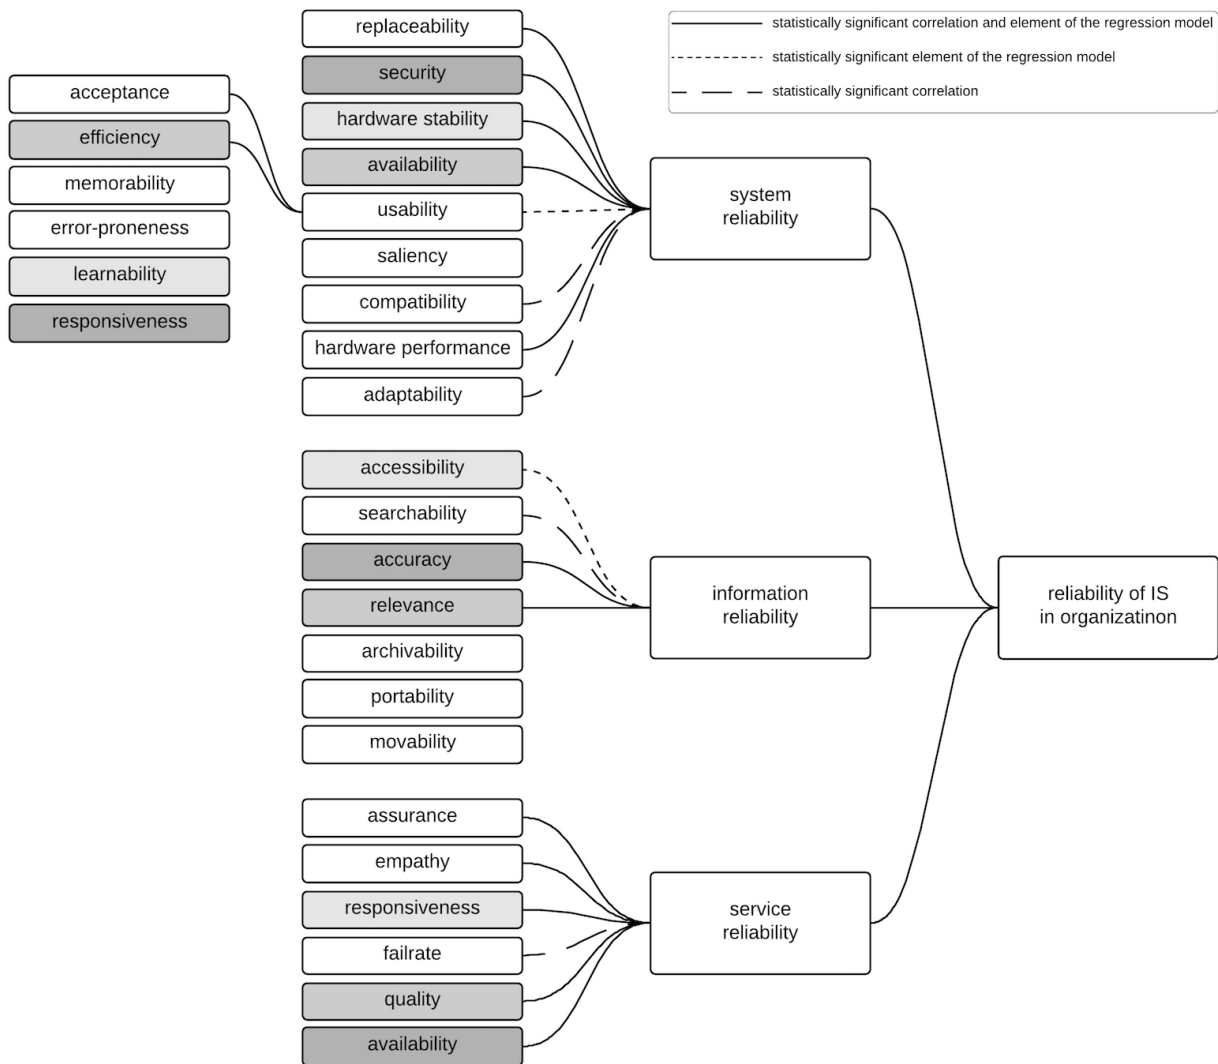 statistically significant correlation and element of the regression model
statistically significant element of the regression model
statistically significant correlation
acceptance
efficiency
memorability
error-proneness
learnability
responsiveness
replaceability
security
hardware stability
availability
usability
saliency
compatibility
hardware performance
adaptability
accessibility
searchability
accuracy
relevance
archivability
portability
movability
assurance
empathy
responsiveness
failrate
quality
availability
system
reliability
information
reliability
service
reliability
reliability of IS
in organizatinon